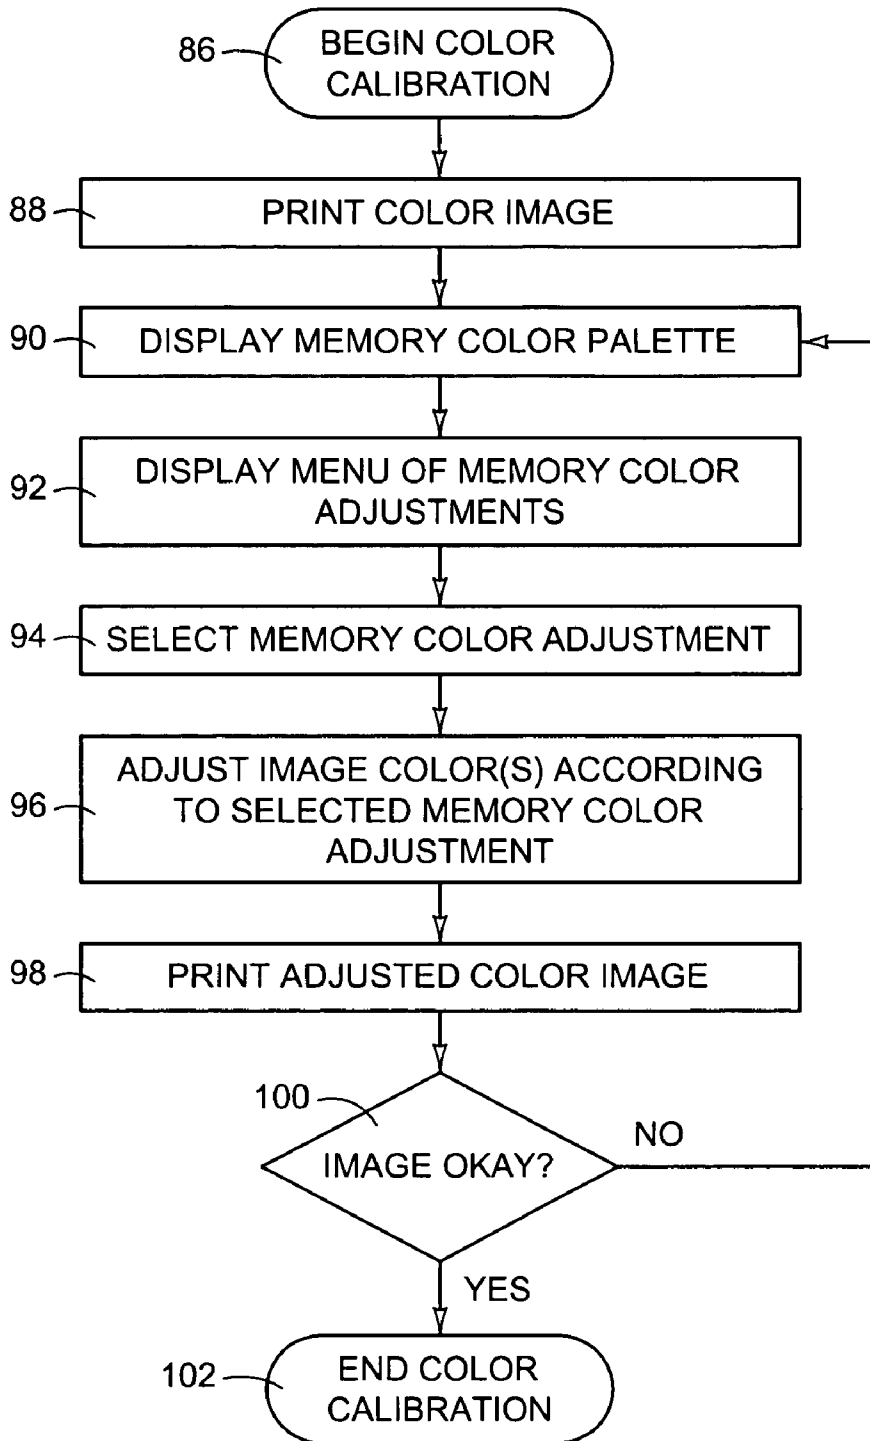 86
BEGIN COLOR
CALIBRATION
88
PRINT COLOR IMAGE
90
DISPLAY MEMORY COLOR PALETTE
92
DISPLAY MENU OF MEMORY COLOR
ADJUSTMENTS
94
SELECT MEMORY COLOR ADJUSTMENT
96
ADJUST IMAGE COLOR(S) ACCORDING
TO SELECTED MEMORY COLOR
ADJUSTMENT
98
PRINT ADJUSTED COLOR IMAGE
100
IMAGE OKAY?
NO
YES
102
END COLOR
CALIBRATION